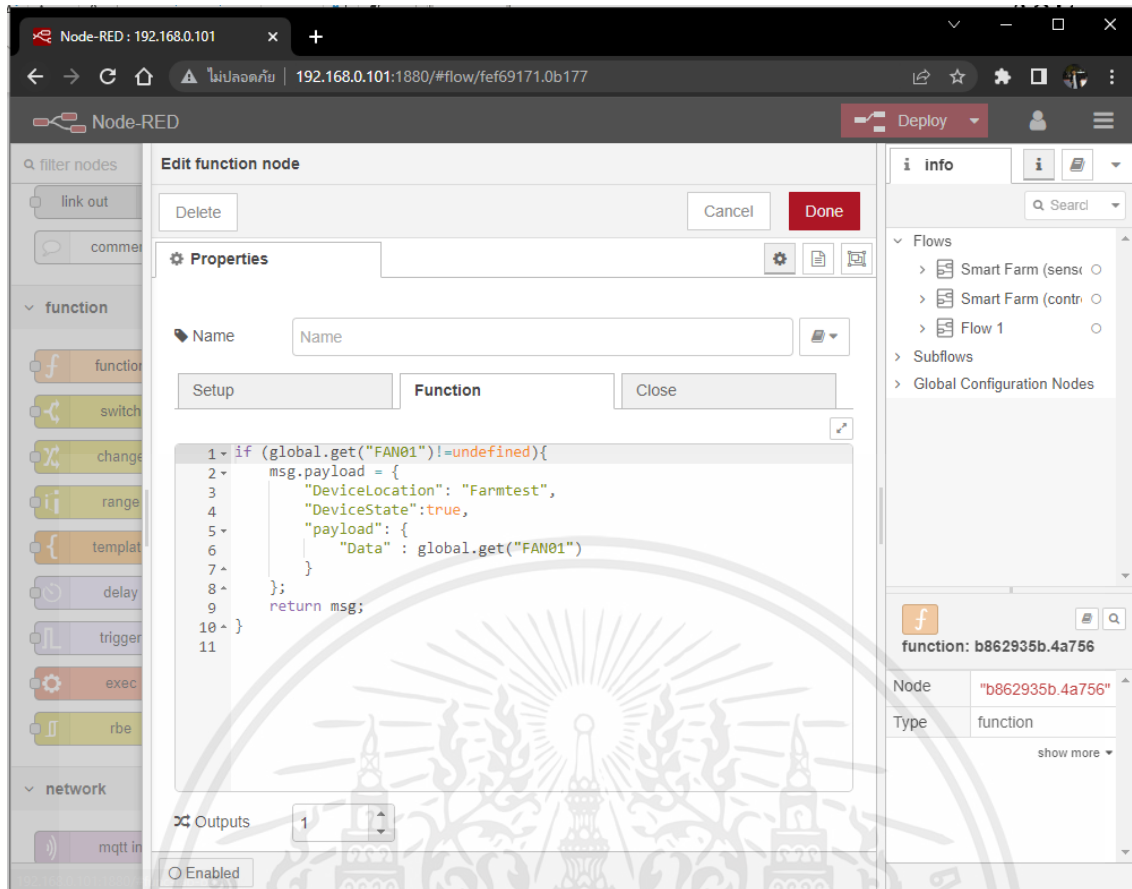 Node-RED : 192.168.0.101
ไม่ปลอดภัย 192.168.0.101:1880/#flow/fef69171.0b177
Node-RED
Deploy
filter nodes
link out
commen
function
function
switch
change
range
templat
delay
trigger
exec
rbe
network
mqtt in
Edit function node
Delete
Cancel
Done
Properties
Name
Name
Setup
Function
Close
1 if (global.get("FAN01")!=undefined){
2 msg.payload = {
3 "DeviceLocation": "Farmtest",
4 "DeviceState":true,
5 "payload": {
6 "Data" : global.get("FAN01")
7 }
8 };
9 return msg;
10 }
11
Outputs
1
Enabled
i info
Search
Flows
Smart Farm (senso
Smart Farm (contr
Flow 1
Subflows
Global Configuration Nodes
function: b862935b.4a756
Node "b862935b.4a756"
Type function
show more